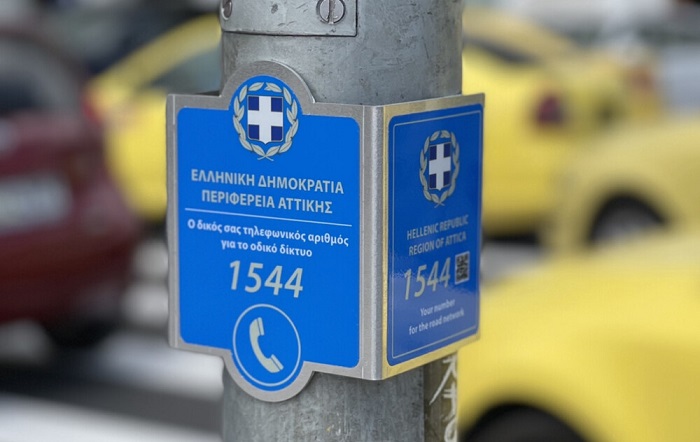 ΕΛΛΗΝΙΚΗ ΔΗΜΟΚΡΑΤΙΑ
ΠΕΡΙΦΕΡΕΙΑ ΑΤΤΙΚΗΣ
Ο δικός σας τηλεφωνικός αριθμός
για το οδικό δίκτυο
1544
HELLENIC REPUBLIC
REGION OF ATTICA
1544
Your number
for the road network